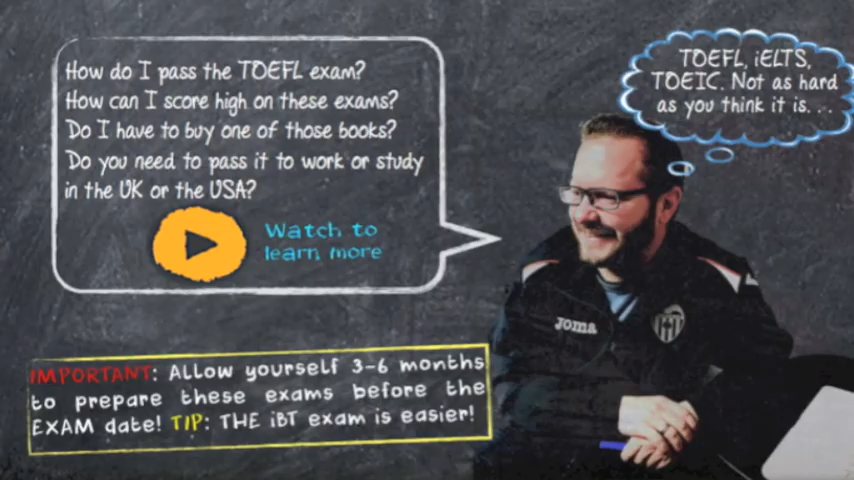 How do I pass the TOEFL exam?
How can I score high on these exams?
Do I have to buy one of those books?
Do you need to pass it to work or study
in the UK or the USA?
Watch to
learn more
TOEFL, iELTS,
TOEIC. Not as hard
as you think it is. . .
Joma
IMPORTANT: Allow yourself 3-6 months
to prepare these exams before the
EXAM date! TIP: THE iBT exam is easier!